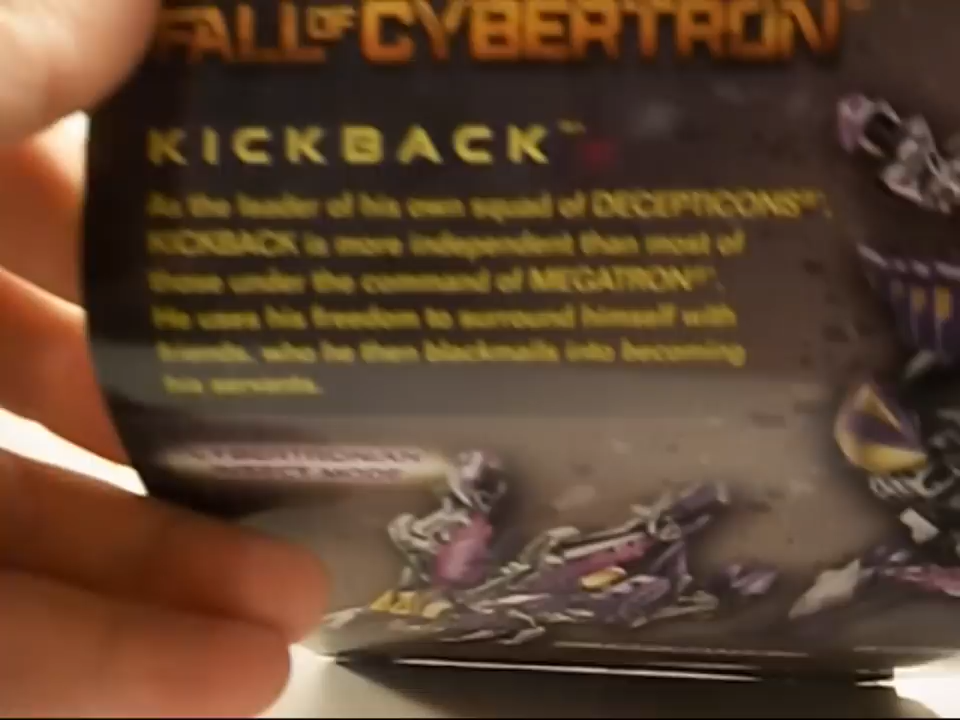 FALL OF CYBERTRON
KICKBACK™
As the leader of his own squad of DECEPTICONS®,
KICKBACK is more independent than most of
those under the command of MEGATRON®.
He uses his freedom to surround himself with
friends, who he then blackmails into becoming
his servants.
CYBERTRONIAN